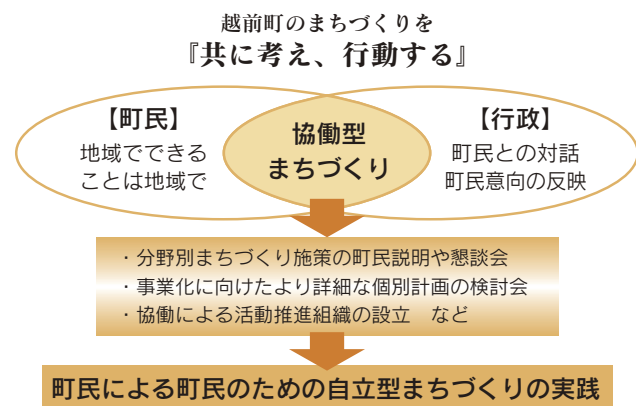 越前町のまちづくりを
『共に考え、行動する』
【町民】
地域でできる
ことは地域で
協働型
まちづくり
【行政】
町民との対話
町民意向の反映
・分野別まちづくり施策の町民説明や懇談会
・事業化に向けたより詳細な個別計画の検討会
・協働による活動推進組織の設立　など
町民による町民のための自立型まちづくりの実践